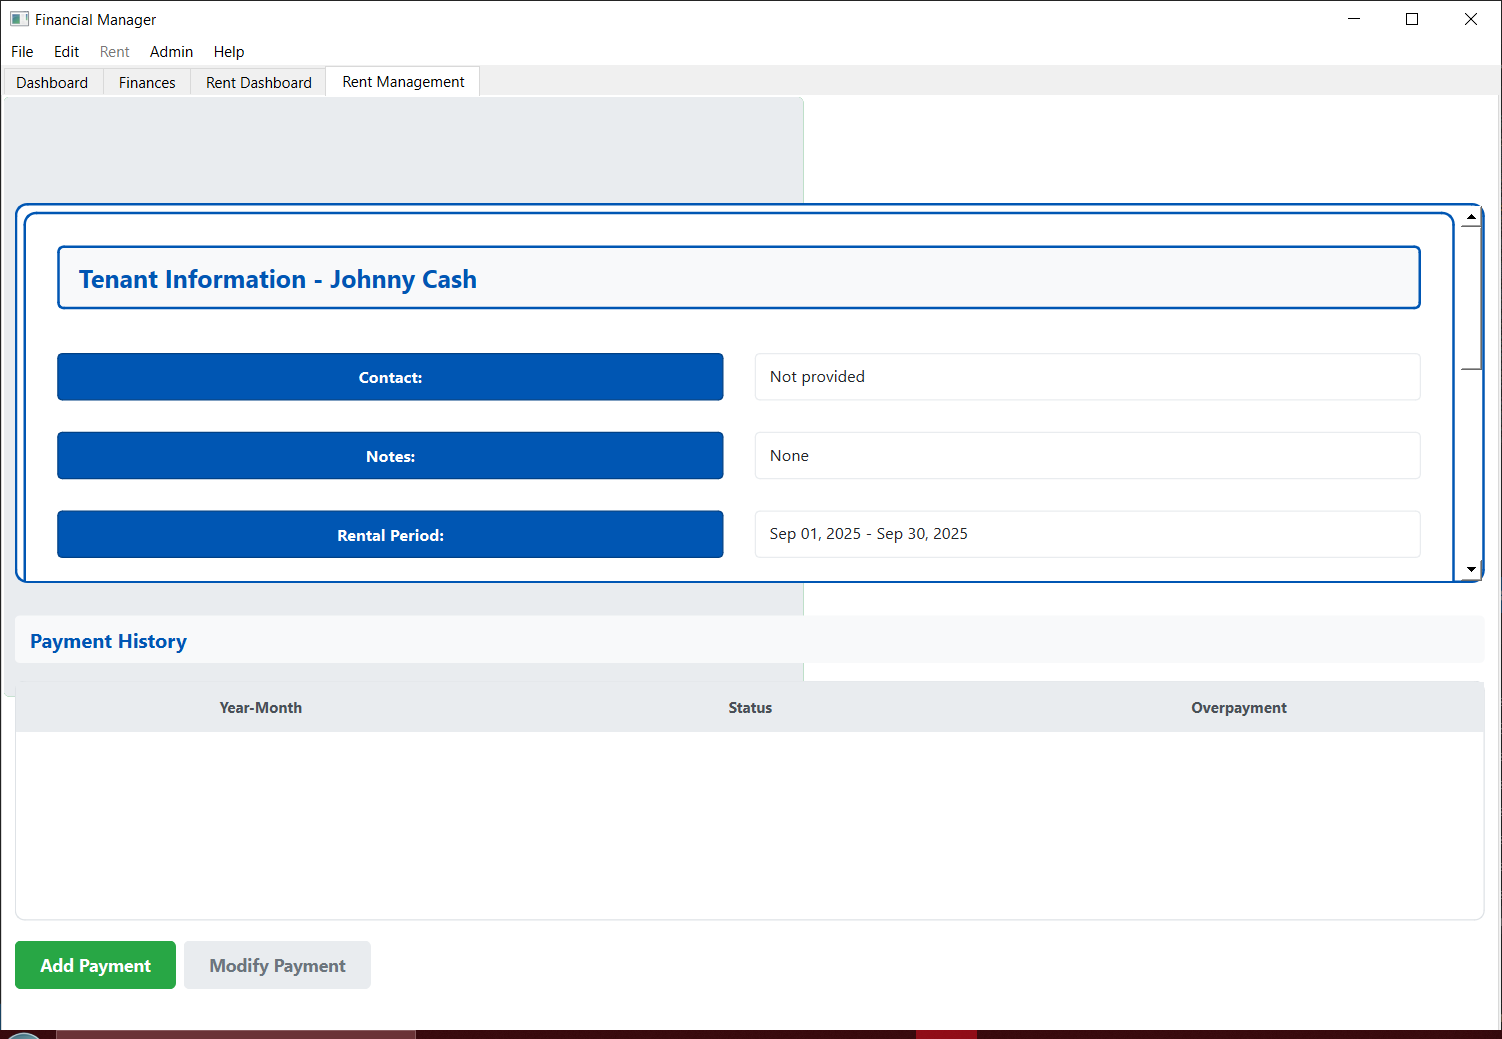 Financial Manager
File Edit Rent Admin Help
Dashboard Finances Rent Dashboard Rent Management
Tenant Information - Johnny Cash
Contact: Not provided
Notes: None
Rental Period: Sep 01, 2025 - Sep 30, 2025
Payment History
Year-Month Status Overpayment
Add Payment Modify Payment